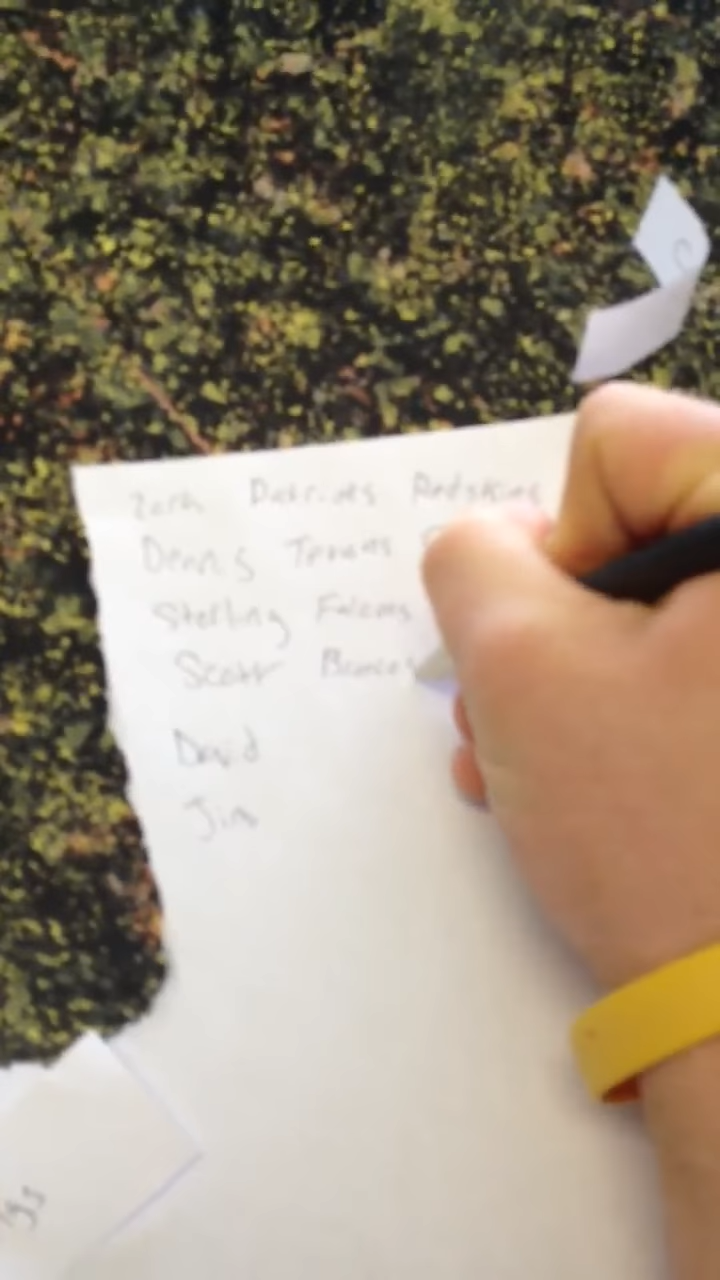 Zach Patriots Redskins
Dennis Texans
Sterling Falcons
Scott Broncos
David
Jim